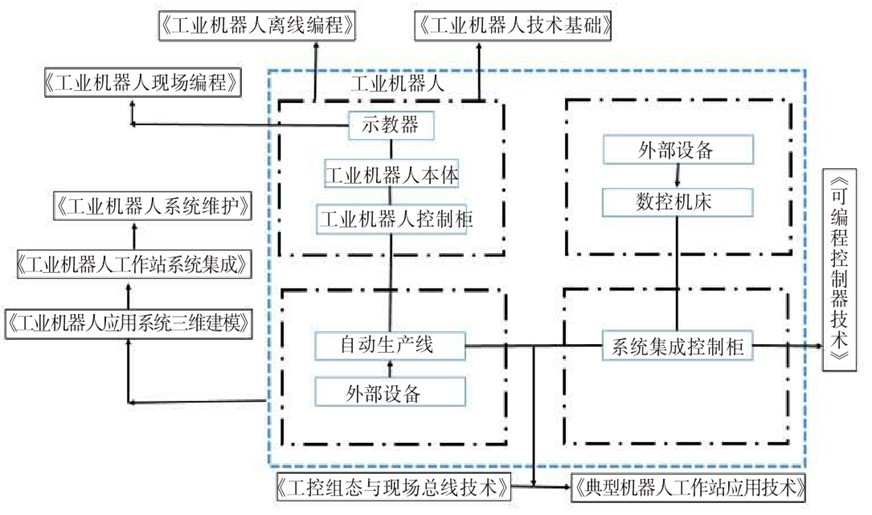 《工业机器人离线编程》
《工业机器人技术基础》
《工业机器人现场编程》
工业机器人
示教器
外部设备
工业机器人本体
《工业机器人系统维护》
数控机床
工业机器人控制柜
《可编程控制器技术》
《工业机器人工作站系统集成》
《工业机器人应用系统三维建模》
自动生产线
系统集成控制柜
外部设备
《工控组态与现场总线技术》
《典型机器人工作站应用技术》